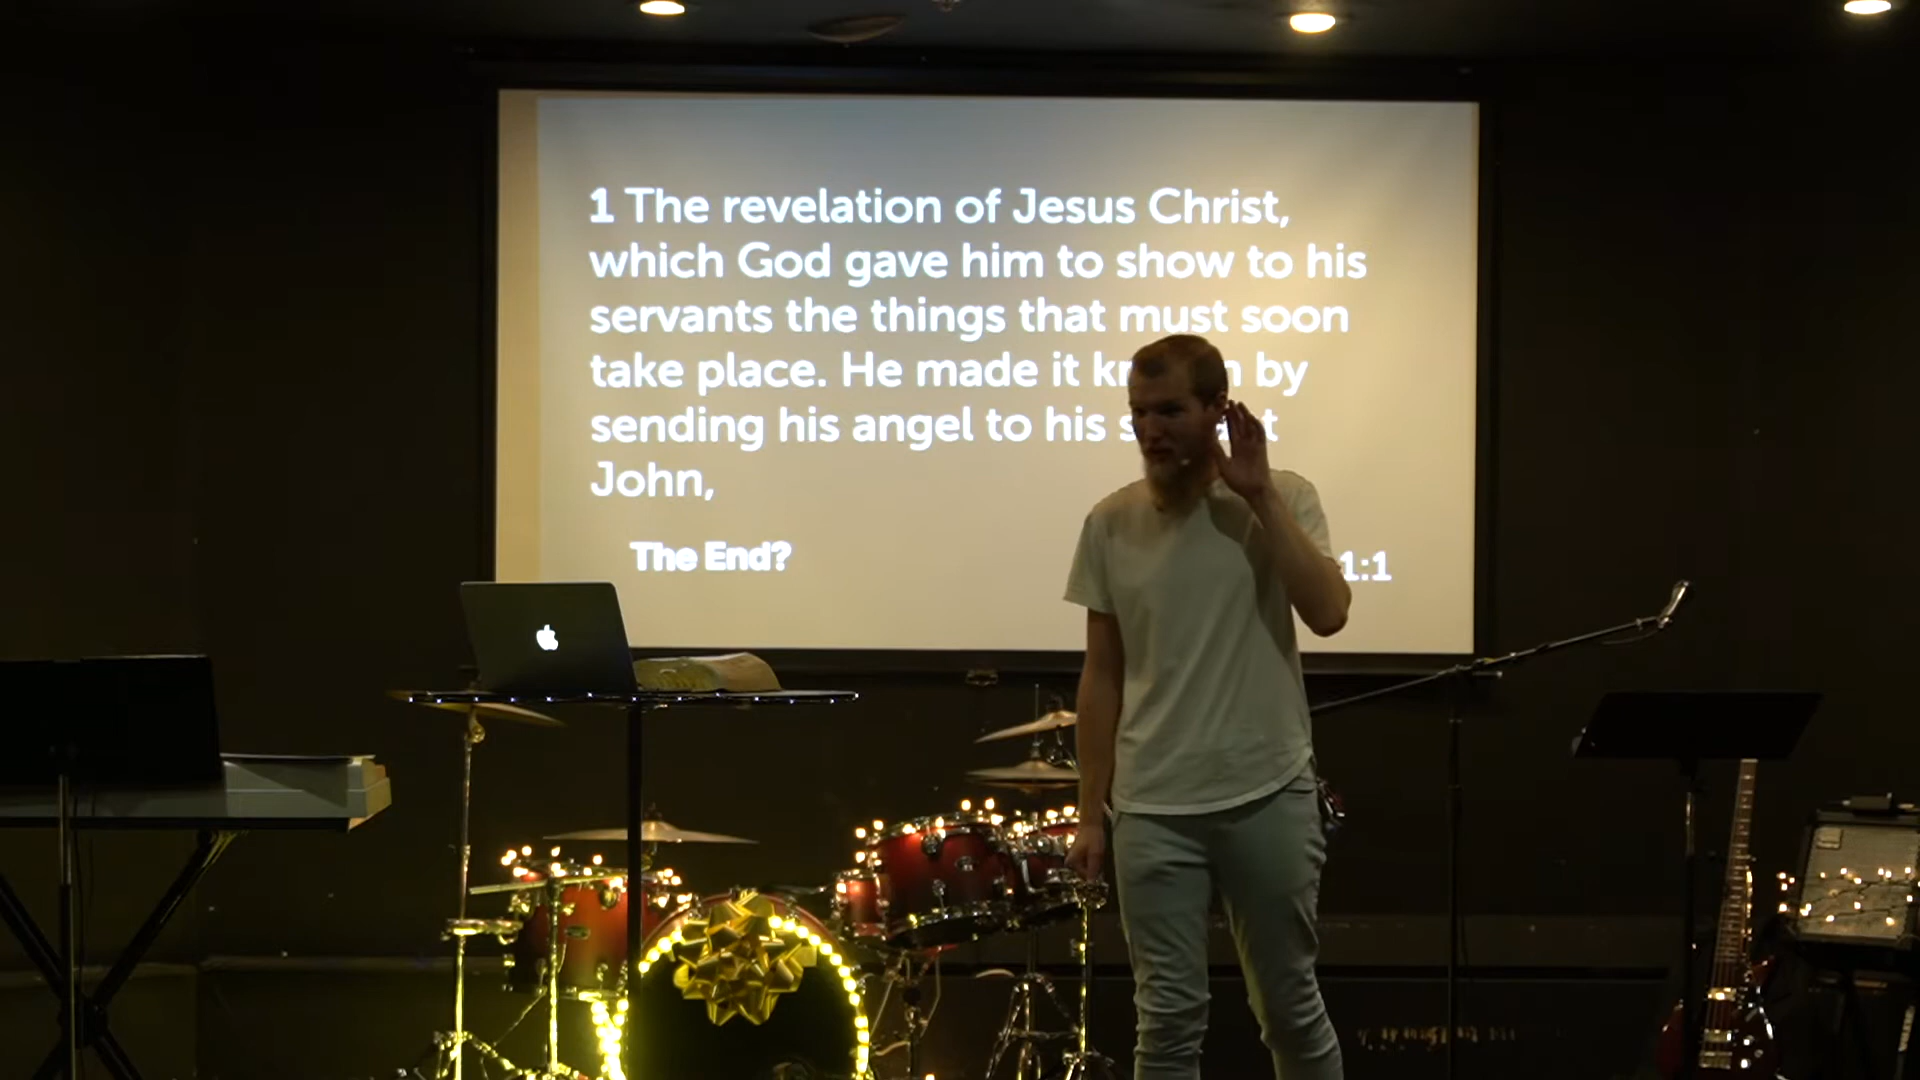 1 The revelation of Jesus Christ,
which God gave him to show to his
servants the things that must soon
take place. He made it by
sending his angel to his
John,
The End? 1:1